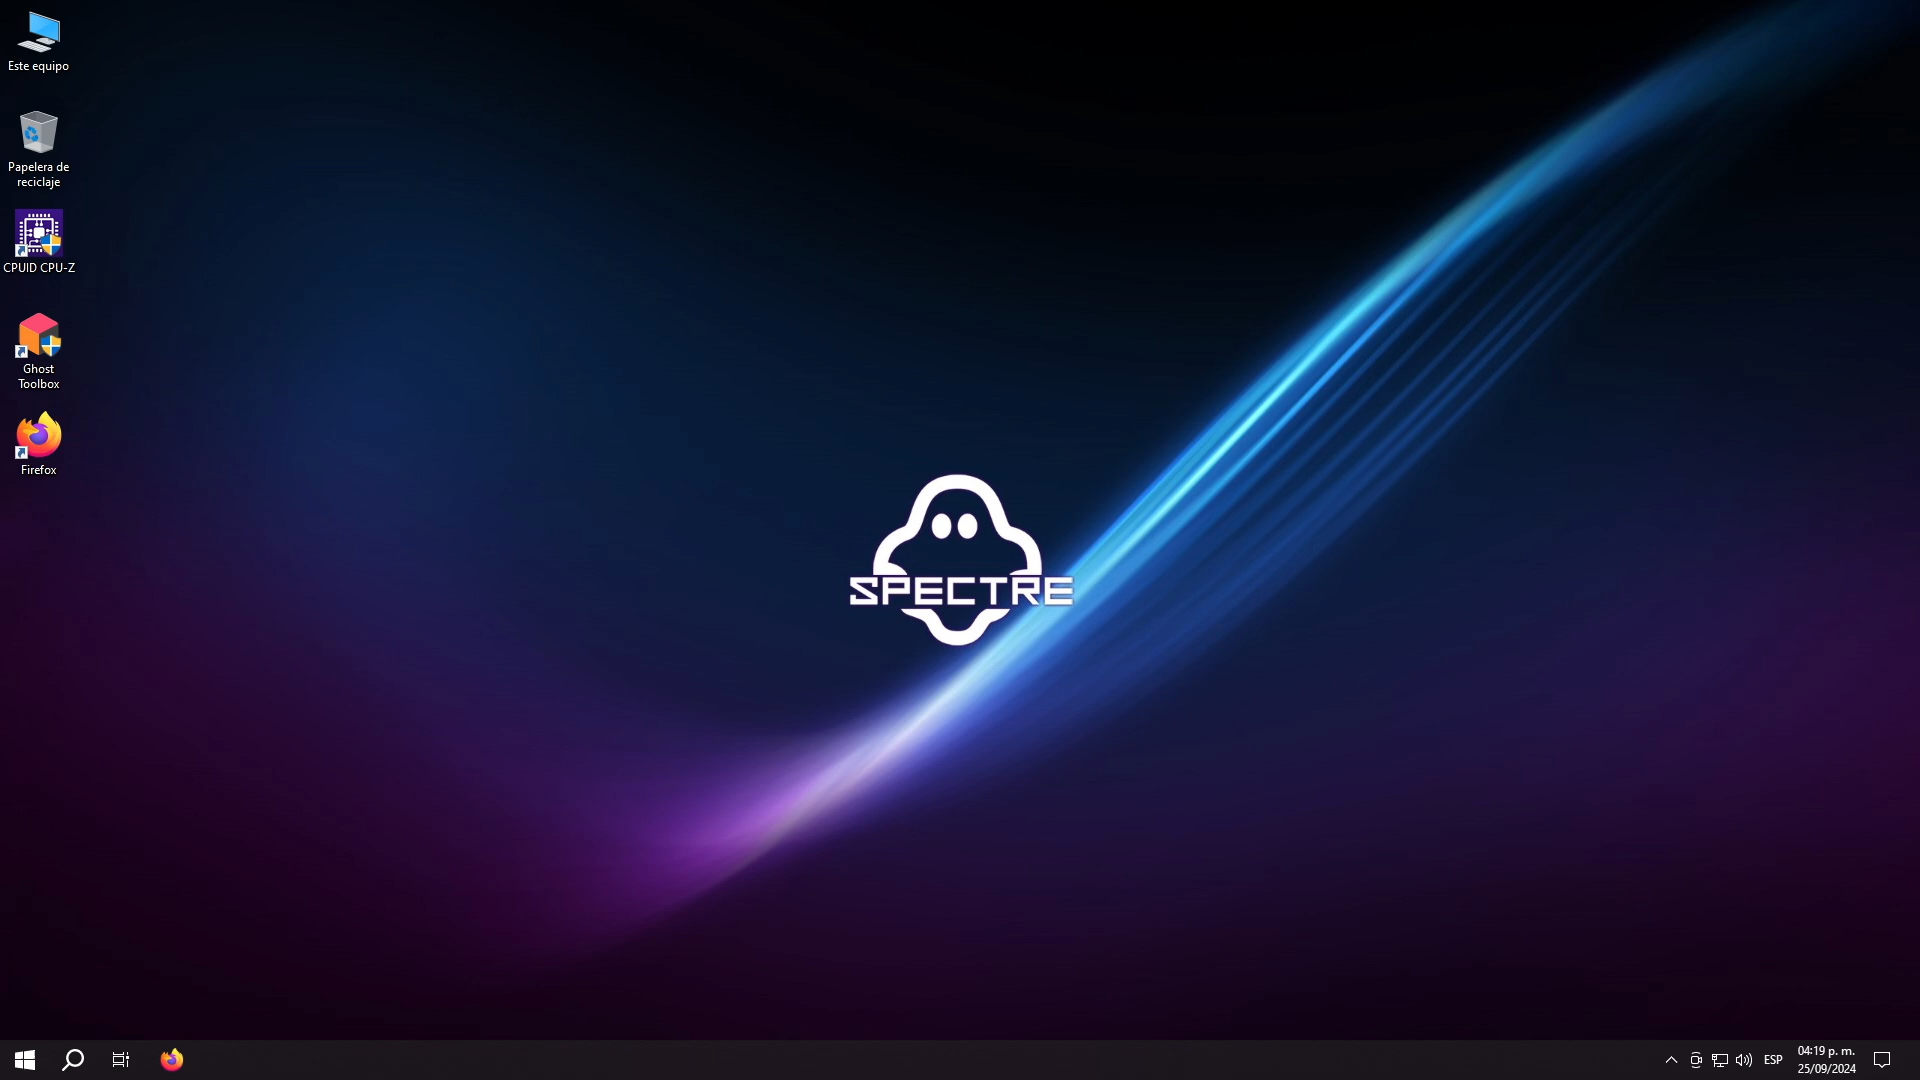 Este equipo
Papelera de
reciclaje
CPUID CPU-Z
Ghost
Toolbox
Firefox
SPECTRE
ESP
04:19 p. m.
25/09/2024